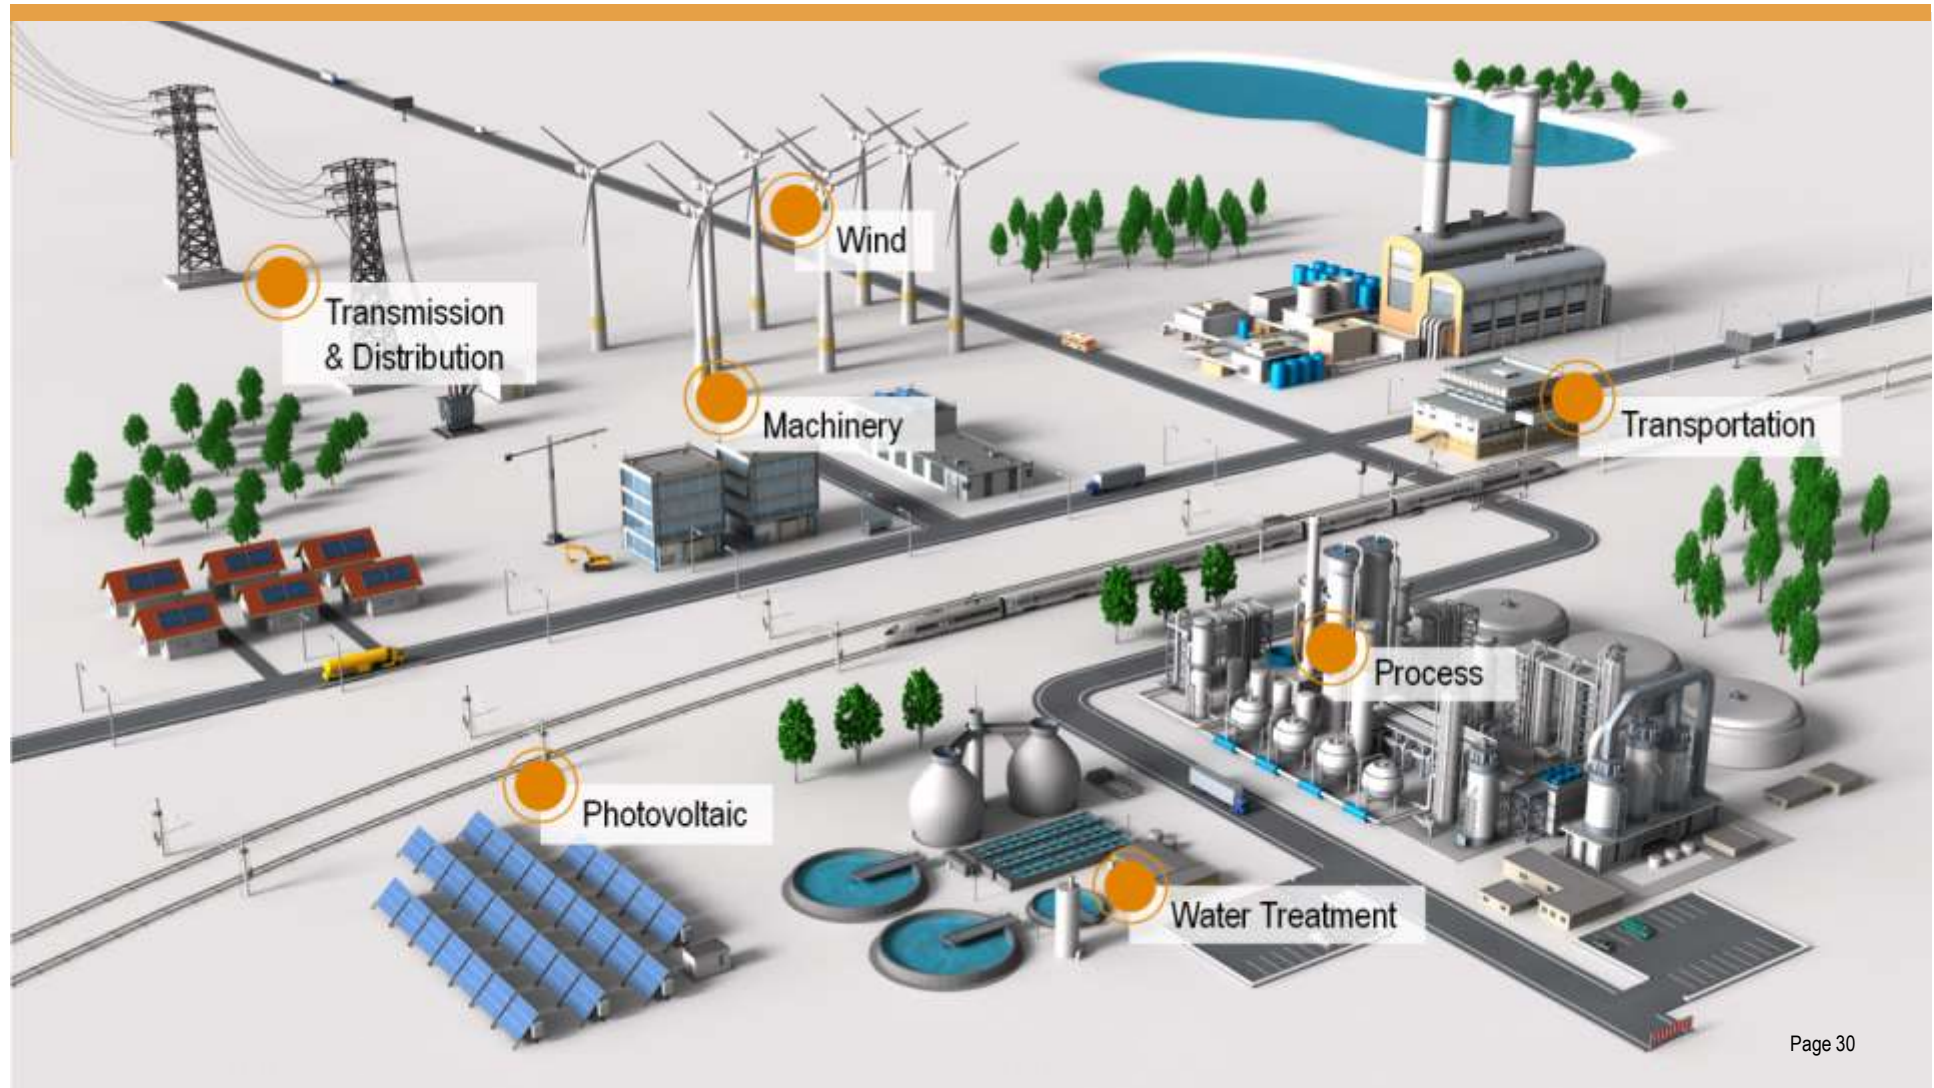 Wind
Transmission
& Distribution
Machinery
Transportation
Process
Photovoltaic
Water Treatment
Page 30